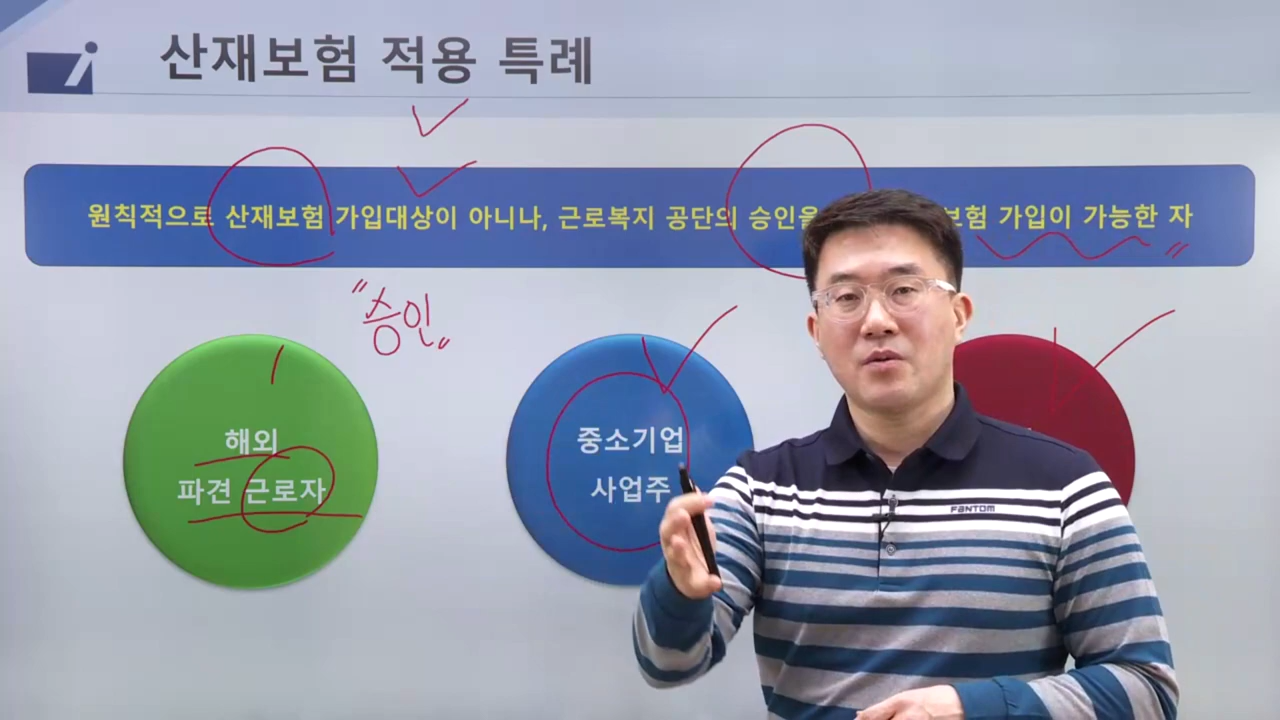 산재보험 적용 특례
원칙적으로 산재보험 가입대상이 아니나, 근로복지 공단의 승인을 보험 가입이 가능한 자
"승인"
해외
파견 근로자
중소기업
사업주
FANTOM